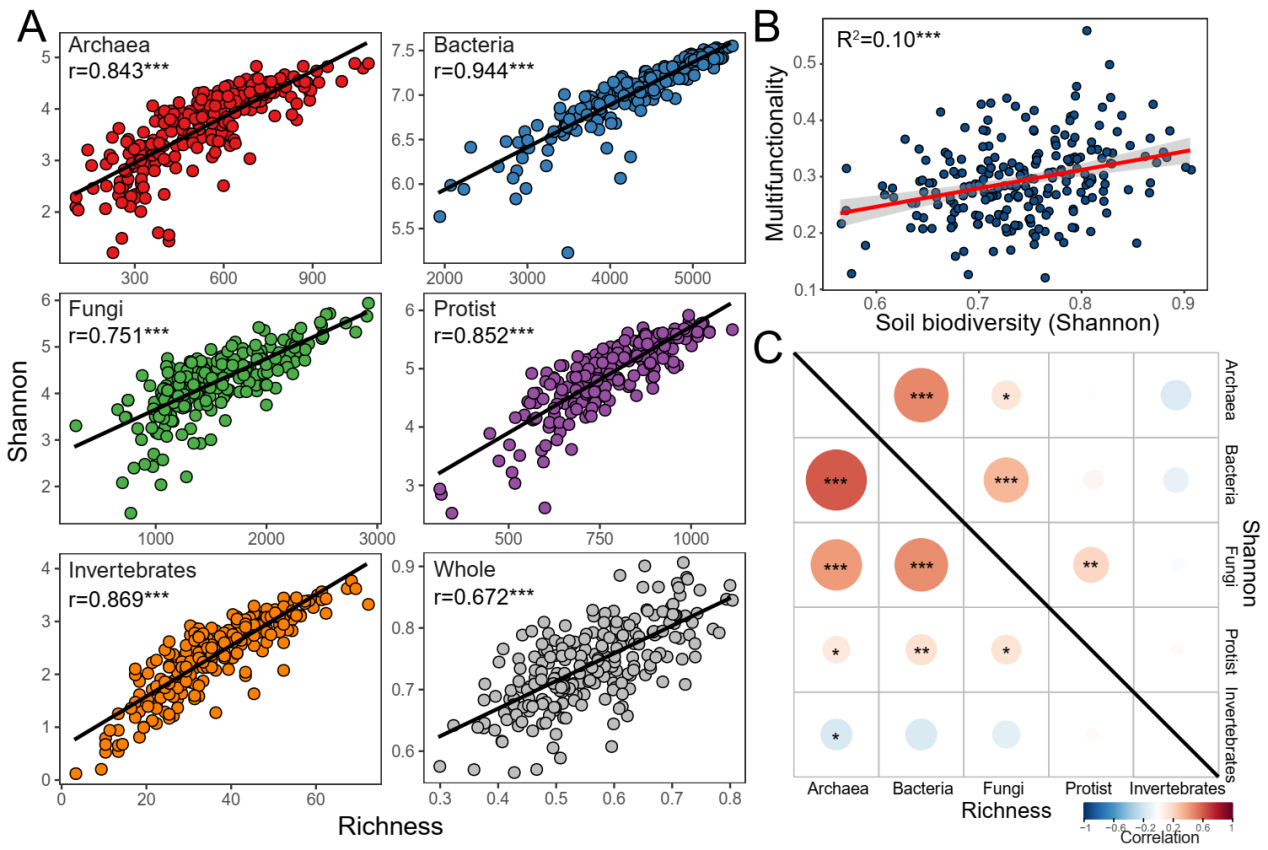 A
Archaea
r=0.843***
5
4
3
2
300
600
900
Bacteria
r=0.944***
7.5
7.0
6.5
6.0
5.5
2000
3000
4000
5000
Fungi
r=0.751***
6
5
4
3
2
1000
2000
3000
Protist
r=0.852***
6
5
4
3
500
750
1000
Invertebrates
r=0.869***
4
3
2
1
0
0
20
40
60
Whole
r=0.672***
0.9
0.8
0.7
0.6
0.3
0.4
0.5
0.6
0.7
0.8
Shannon
Richness
B
R²=0.10***
Multifunctionality
0.5
0.4
0.3
0.2
0.1
0.6
0.7
0.8
0.9
Soil biodiversity (Shannon)
C
***
*
***
***
***
***
**
*
**
*
*
Archaea
Bacteria
Fungi
Protist
Invertebrates
Shannon
Archaea
Bacteria
Fungi
Protist
Invertebrates
Richness
-1
-0.6
-0.2
0.2
0.6
1
Correlation